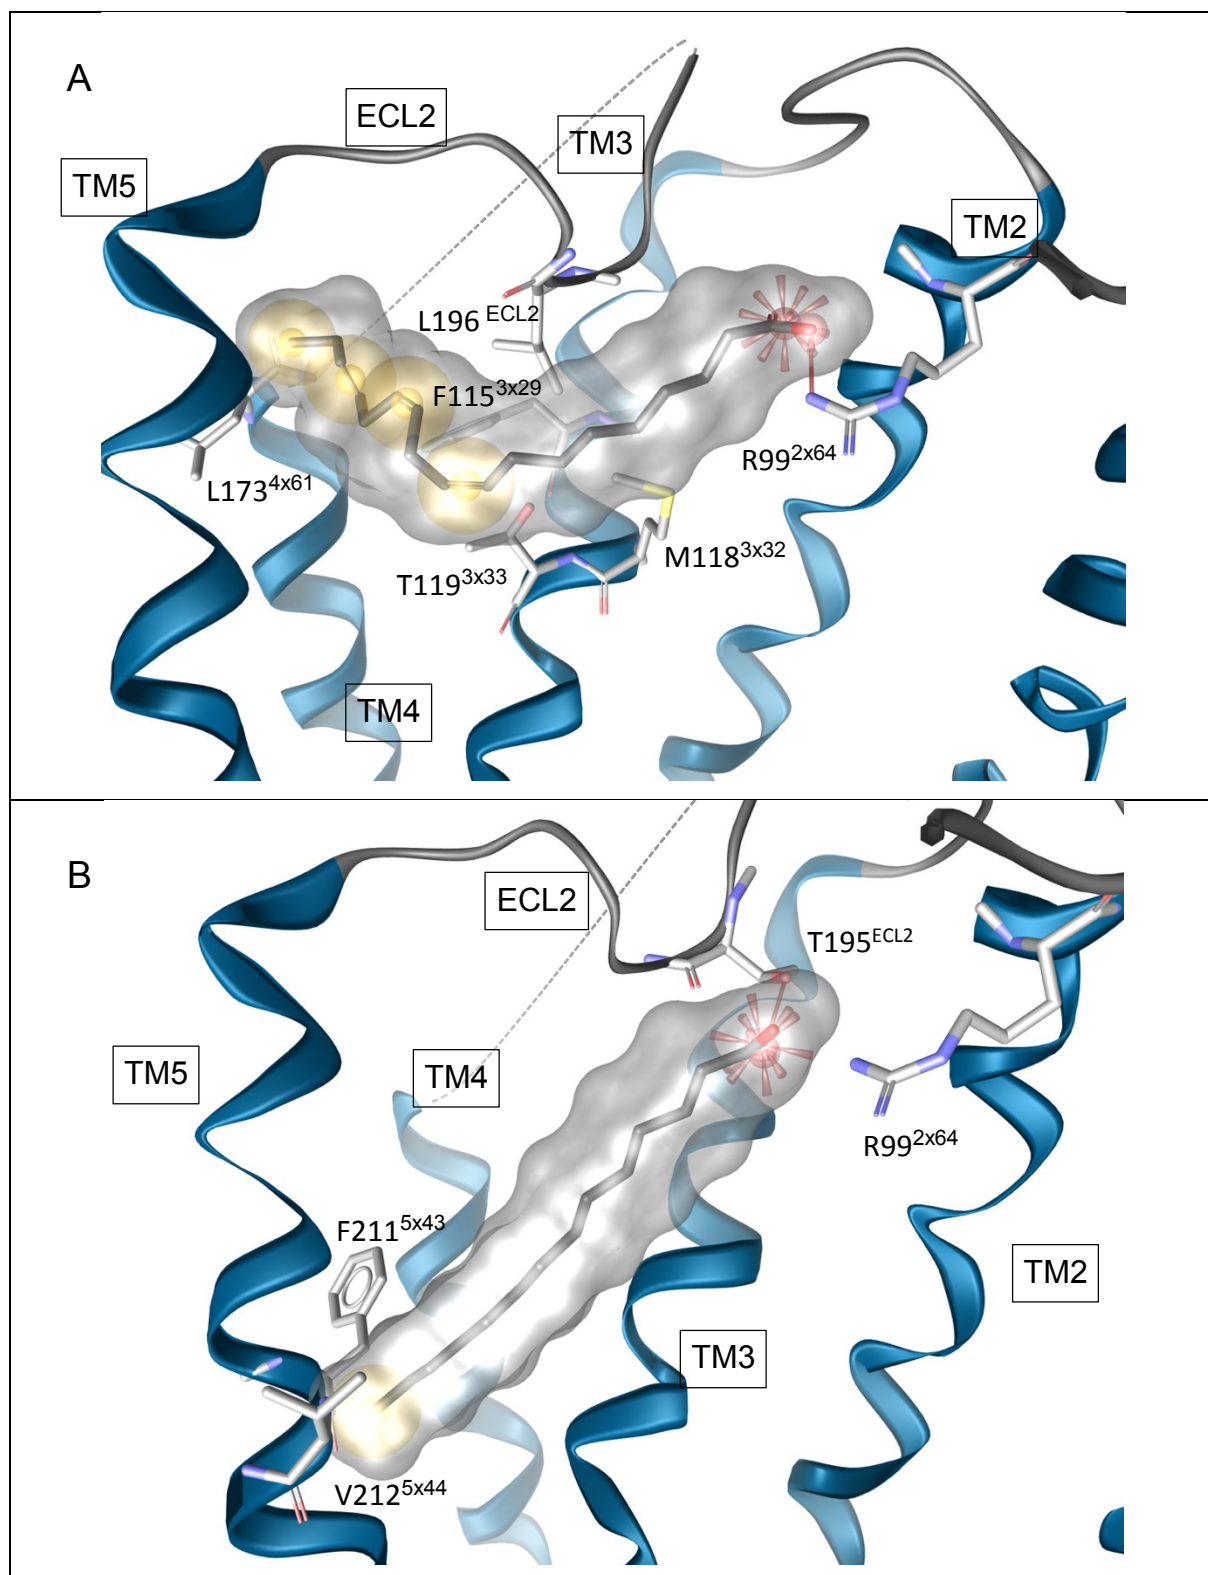 A
ECL2
TM3
TM5
TM2
L196 ECL2
F115 3x29
R99 2x64
L173 4x61
M118 3x32
T119 3x33
TM4
B
ECL2
T195 ECL2
TM5
TM4
R99 2x64
F211 5x43
TM2
TM3
V212 5x44